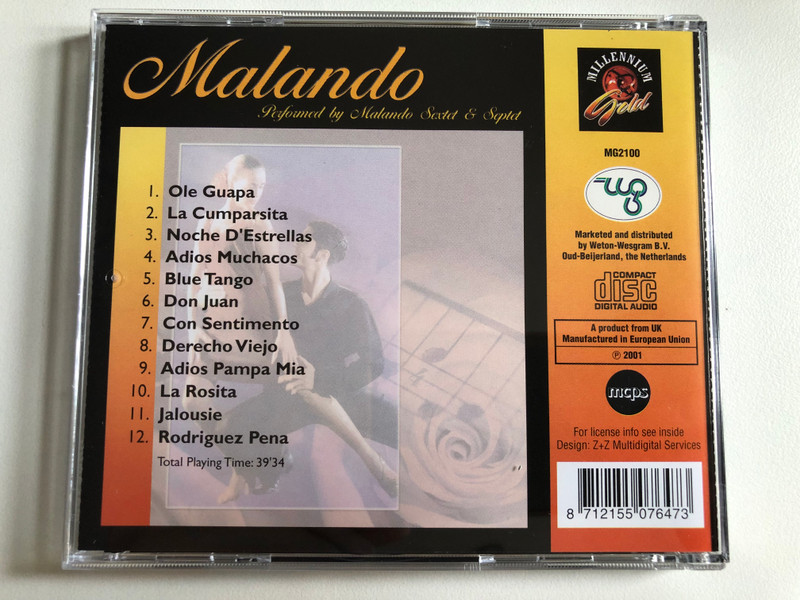 Malando
Performed by Malando Sextet & Septet
1. Ole Guapa
2. La Cumparsita
3. Noche D'Estrellas
4. Adios Muchacos
5. Blue Tango
6. Don Juan
7. Con Sentimento
8. Derecho Viejo
9. Adios Pampa Mia
10. La Rosita
11. Jalousie
12. Rodriguez Pena
Total Playing Time: 39'34
MILLENNIUM
Gold
MG2100
Marketed and distributed
by Weton-Wesgram B.V.
Oud-Beijerland, the Netherlands
COMPACT
disc
DIGITAL AUDIO
A product from UK
Manufactured in European Union
℗ 2001
mcps
For license info see inside
Design: Z+Z Multidigital Services
8 712155 076473